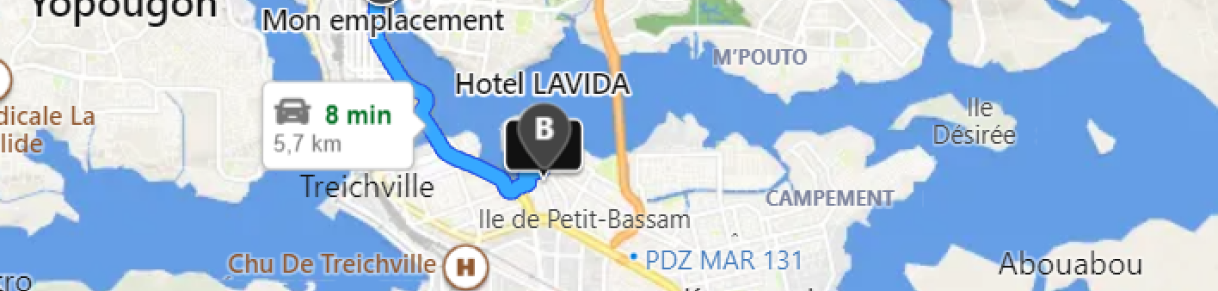 Yopougon
Mon emplacement
M'POUTO
Hotel LAVIDA
B
8 min
5,7 km
Ile
Désirée
dicale La
lide
Treichville
CAMPEMENT
Ile de Petit-Bassam
Chu De Treichville
H
PDZ MAR 131
Abouabou